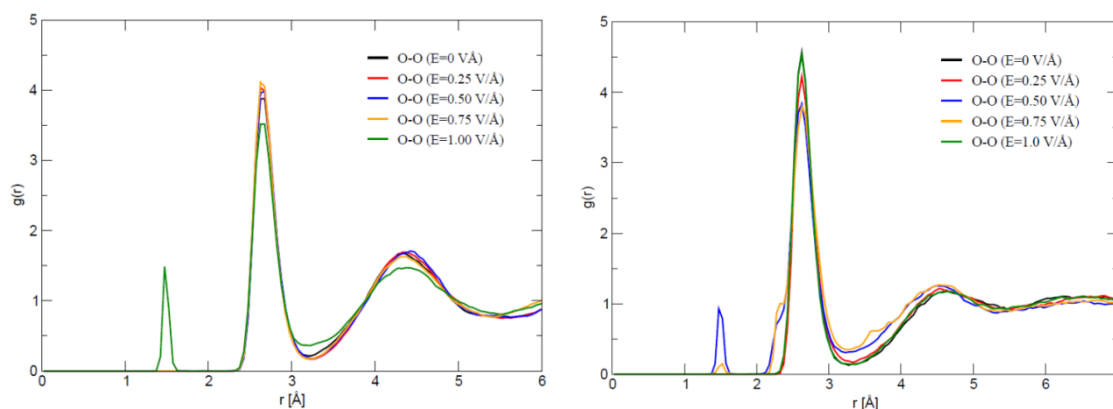 5
4
3
2
1
0
g(r)
O-O (E=0 VÅ)
O-O (E=0.25 V/Å)
O-O (E=0.50 V/Å)
O-O (E=0.75 V/Å)
O-O (E=1.00 V/Å)
0 1 2 3 4 5 6
r [Å]
5
4
3
2
1
0
g(r)
O-O (E=0 V/Å)
O-O (E=0.25 V/Å)
O-O (E=0.50 V/Å)
O-O (E=0.75 V/Å)
O-O (E=1.0 V/Å)
0 1 2 3 4 5 6 7
r [Å]